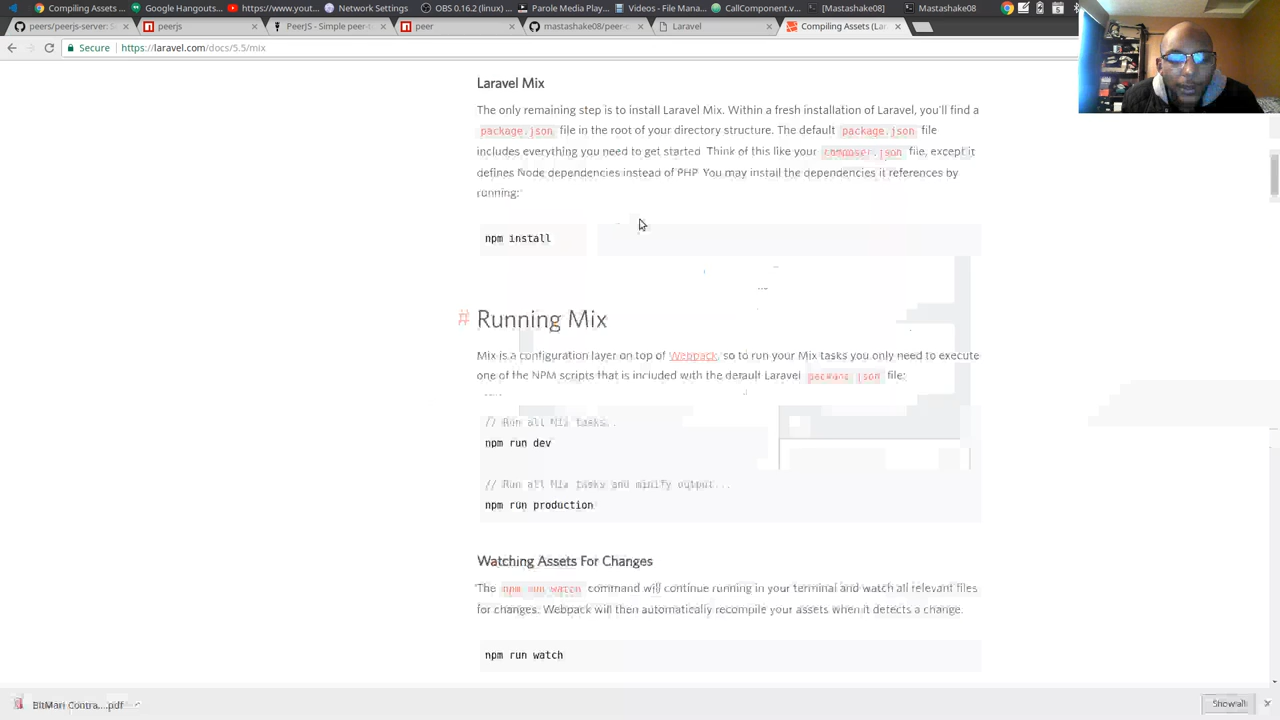 Compiling Assets
Google Hangouts
https://www.yout...
Network Settings
OBS 0.16.2 (linux)
Parole Media Play...
Videos - File Mana...
CallComponent.v...
[Mastashake08]
Compiling Assets ...
Mastashake08
peers/peerjs-server: S
peerjs
PeerJS - Simple peer-t
peer
mastashake08/peer-c
Laravel
Compiling Assets (La
Secure
https://laravel.com/docs/5.5/mix
Laravel Mix
The only remaining step is to install Laravel Mix. Within a fresh installation of Laravel, you'll find a
package.json file in the root of your directory structure. The default package.json file
includes everything you need to get started. Think of this like your composer.json file, except it
defines Node dependencies instead of PHP. You may install the dependencies it references by
running:
npm install
# Running Mix
Mix is a configuration layer on top of Webpack, so to run your Mix tasks you only need to execute
one of the NPM scripts that is included with the default Laravel package.json file:
// Run all Mix tasks...
npm run dev
// Run all Mix tasks and minify output...
npm run production
Watching Assets For Changes
The npm run watch command will continue running in your terminal and watch all relevant files
for changes. Webpack will then automatically recompile your assets when it detects a change.
npm run watch
BitMari Contra....pdf
Show all